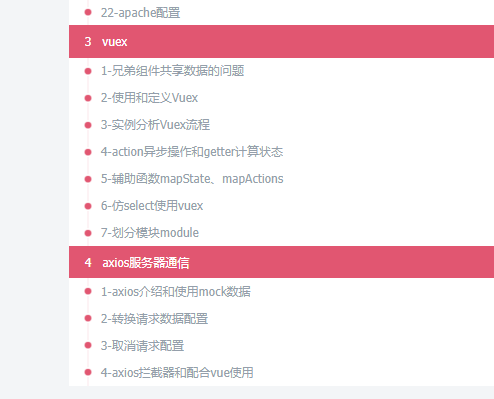 22-apache配置
3 vuex
1-兄弟组件共享数据的问题
2-使用和定义Vuex
3-实例分析Vuex流程
4-action异步操作和getter计算状态
5-辅助函数mapState、mapActions
6-仿select使用vuex
7-划分模块module
4 axios服务器通信
1-axios介绍和使用mock数据
2-转换请求数据配置
3-取消请求配置
4-axios拦截器和配合vue使用